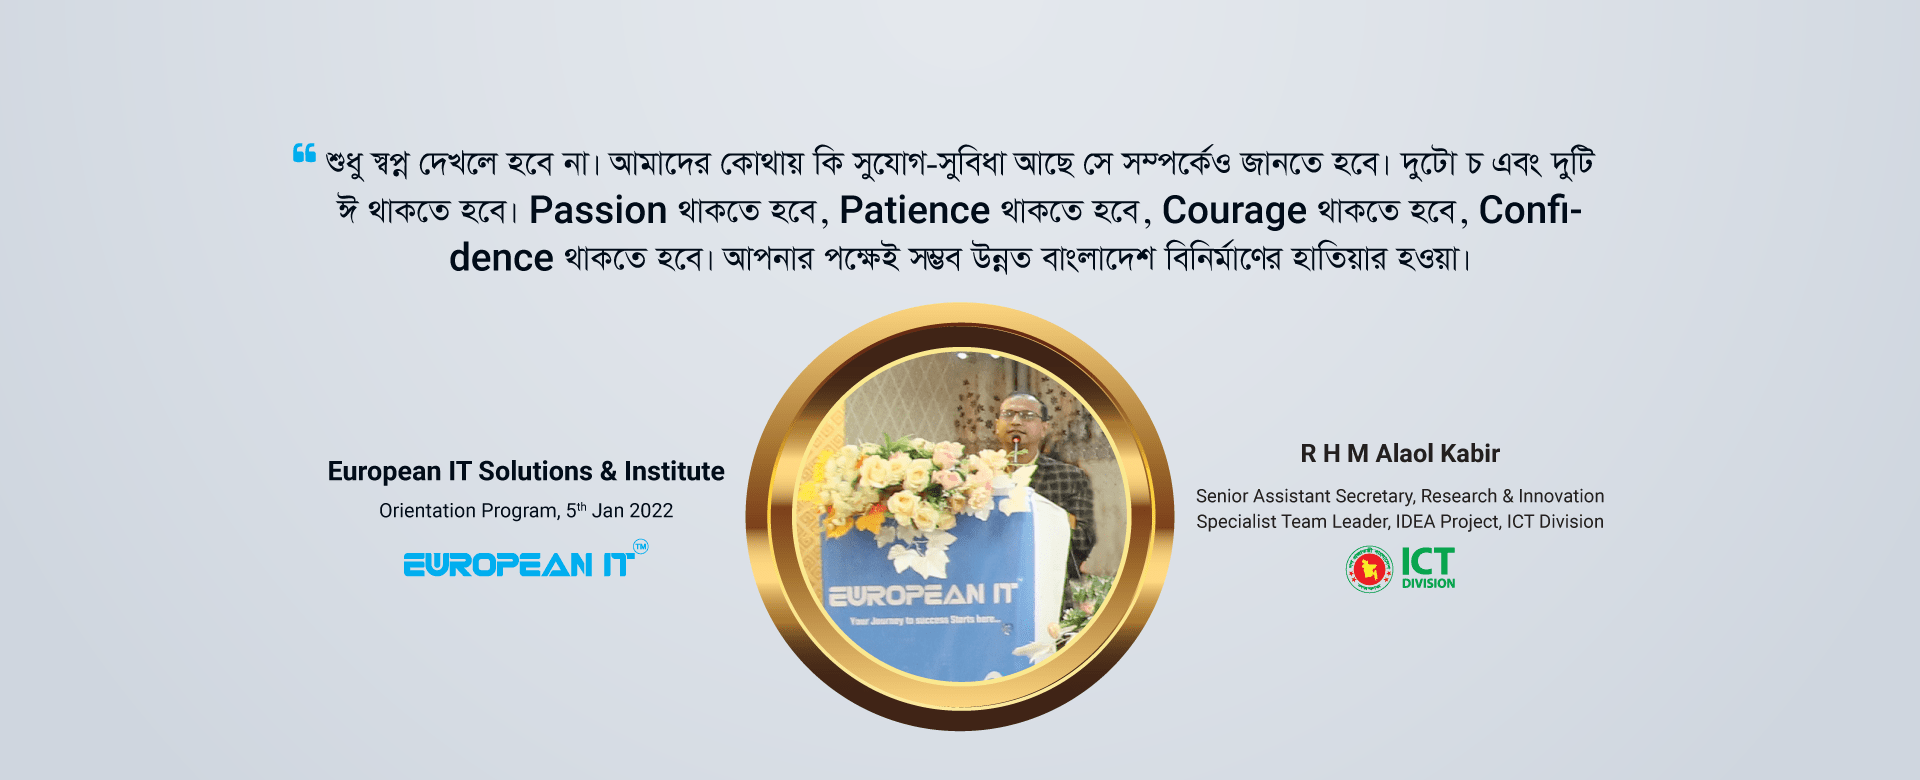 “ শুধু স্বপ্ন দেখলে হবে না। আমাদের কোথায় কি সুযোগ-সুবিধা আছে সে সম্পর্কেও জানতে হবে। দুটো চ এবং দুটি
ঈ থাকতে হবে। Passion থাকতে হবে, Patience থাকতে হবে, Courage থাকতে হবে, Confi-
dence থাকতে হবে। আপনার পক্ষেই সম্ভব উন্নত বাংলাদেশ বিনির্মাণের হাতিয়ার হওয়া।
European IT Solutions & Institute
Orientation Program, 5th Jan 2022
EUROPEAN IT™
EUROPEAN IT
Your Journey to success Starts here...
R H M Alaol Kabir
Senior Assistant Secretary, Research & Innovation
Specialist Team Leader, IDEA Project, ICT Division
ICT
DIVISION